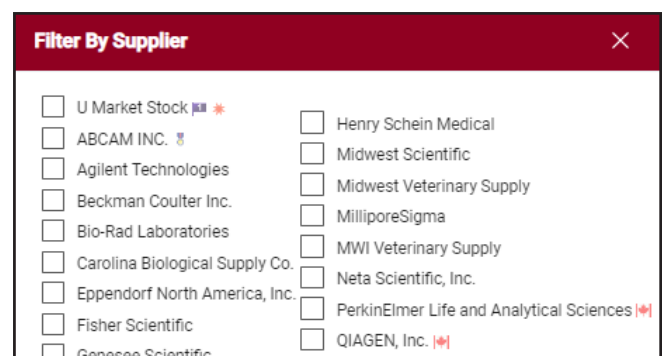 Filter By Supplier
U Market Stock
ABCAM INC.
Agilent Technologies
Beckman Coulter Inc.
Bio-Rad Laboratories
Carolina Biological Supply Co.
Eppendorf North America, Inc.
Fisher Scientific
Genesee Scientific
Henry Schein Medical
Midwest Scientific
Midwest Veterinary Supply
MilliporeSigma
MWI Veterinary Supply
Neta Scientific, Inc.
PerkinElmer Life and Analytical Sciences
QIAGEN, Inc.